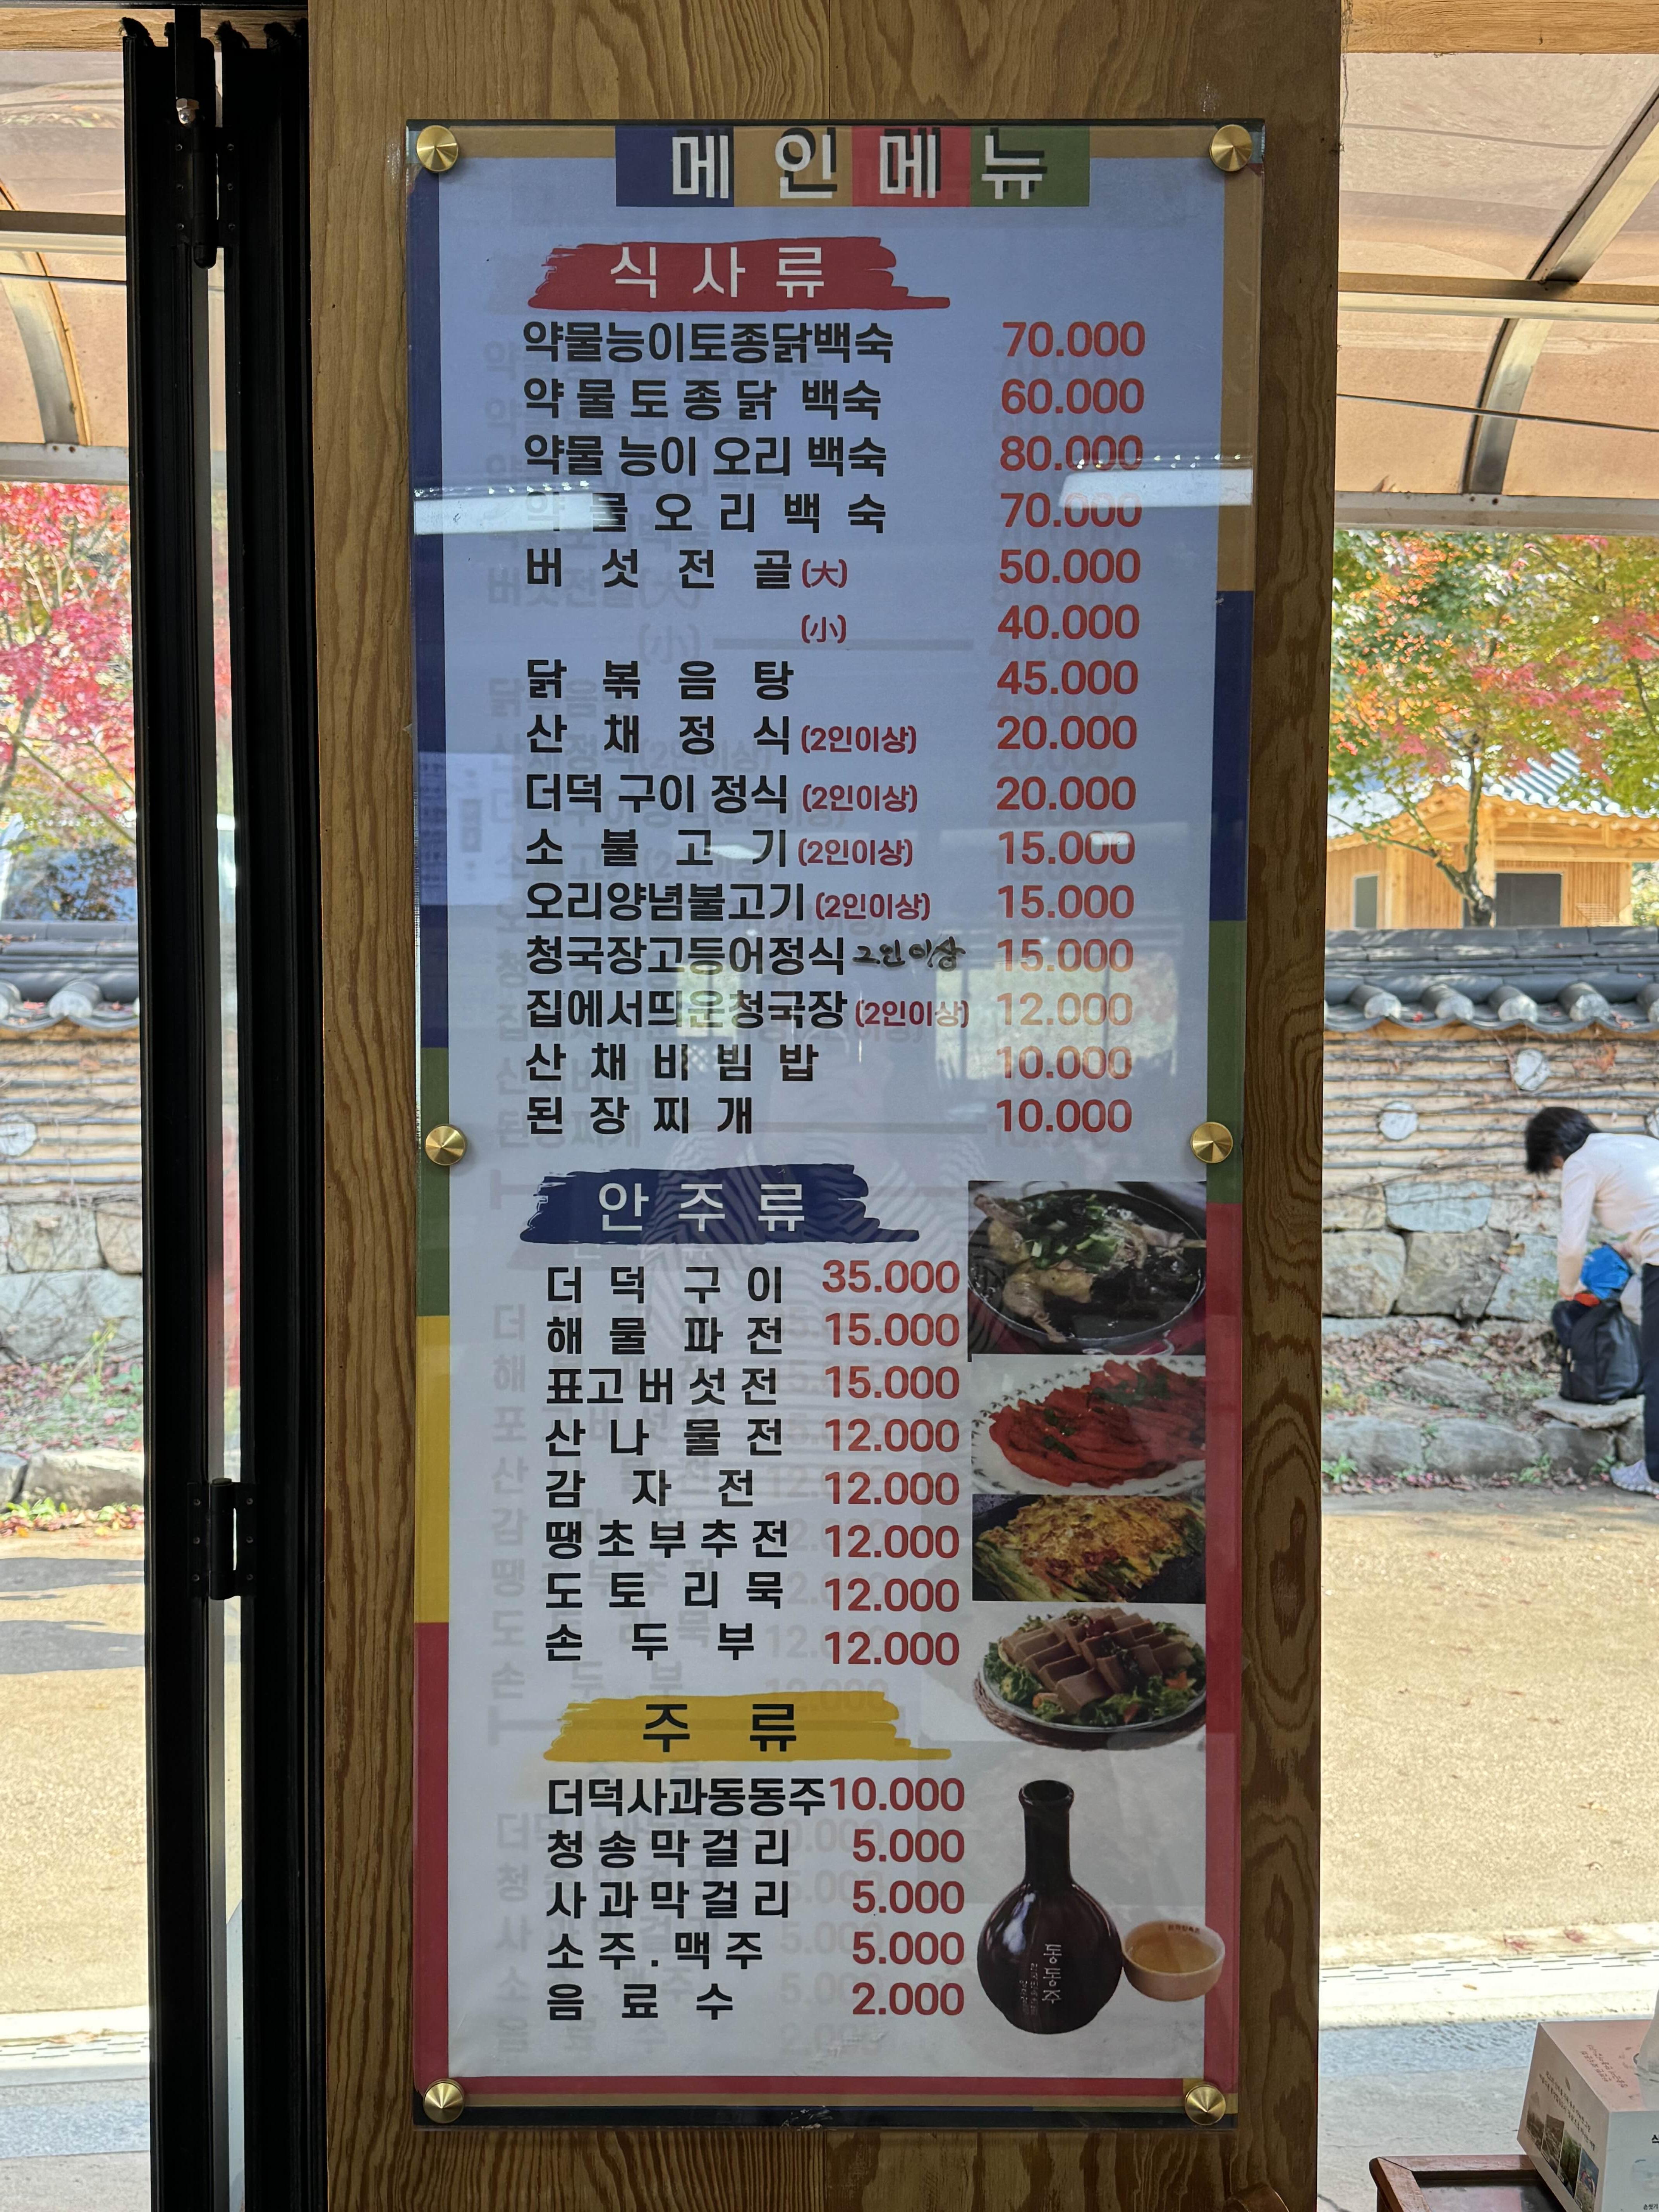 메인메뉴
식사류
약물능이토종닭백숙 70.000
약물토종닭 백숙 60.000
약물 능이 오리 백숙 80.000
약물오리백숙 70.000
버섯전골(大) 50.000
(小) 40.000
닭볶음탕 45.000
산채정식(2인이상) 20.000
더덕 구이 정식 (2인이상) 20.000
소불고기(2인이상) 15.000
오리양념불고기(2인이상) 15.000
청국장고등어정식 2인이상 15.000
집에서띄운청국장(2인이상) 12.000
산채비빔밥 10.000
된장찌개 10.000
안주류
더덕구이 35.000
해물파전 15.000
표고버섯전 15.000
산나물전 12.000
감자전 12.000
땡초부추전 12.000
도토리묵 12.000
손두부 12.000
주류
더덕사과동동주 10.000
청송막걸리 5.000
사과막걸리 5.000
소주.맥주 5.000
음료수 2.000
동동주